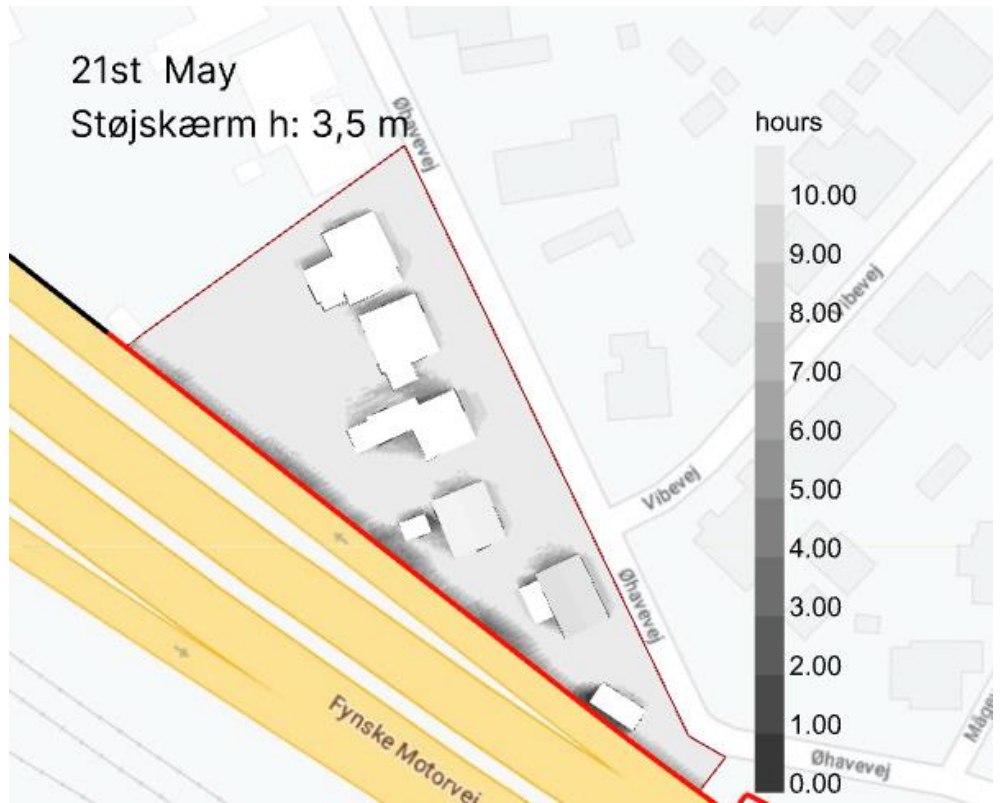 21st May
Støjskærm h: 3,5 m
Øhavevej
hours
10.00
9.00
8.00
7.00
6.00
5.00
4.00
3.00
2.00
1.00
0.00
Vibevej
Vibevej
Øhavevej
Øhavevej
Fynske Motorvej